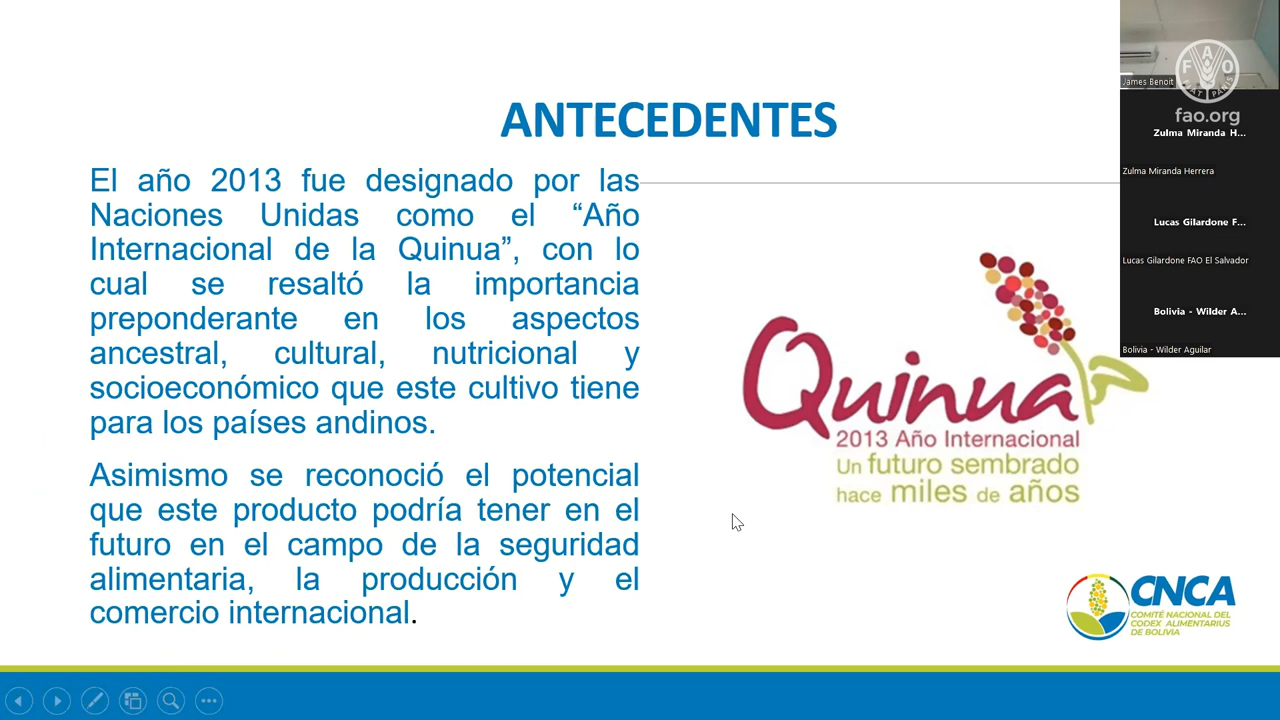 ANTECEDENTES
El año 2013 fue designado por las
Naciones Unidas como el “Año
Internacional de la Quinua”, con lo
cual se resaltó la importancia
preponderante en los aspectos
ancestral, cultural, nutricional y
socioeconómico que este cultivo tiene
para los países andinos.
Asimismo se reconoció el potencial
que este producto podría tener en el
futuro en el campo de la seguridad
alimentaria, la producción y el
comercio internacional.
Quinua
2013 Año Internacional
Un futuro sembrado
hace miles de años
CNCA
COMITÉ NACIONAL DEL
CODEX ALIMENTARIUS
DE BOLIVIA
James Benoit
FAO
FIAT PANIS
fao.org
Zulma Miranda H...
Zulma Miranda Herrera
Lucas Gilardone F...
Lucas Gilardone FAO El Salvador
Bolivia - Wilder A...
Bolivia - Wilder Aguilar